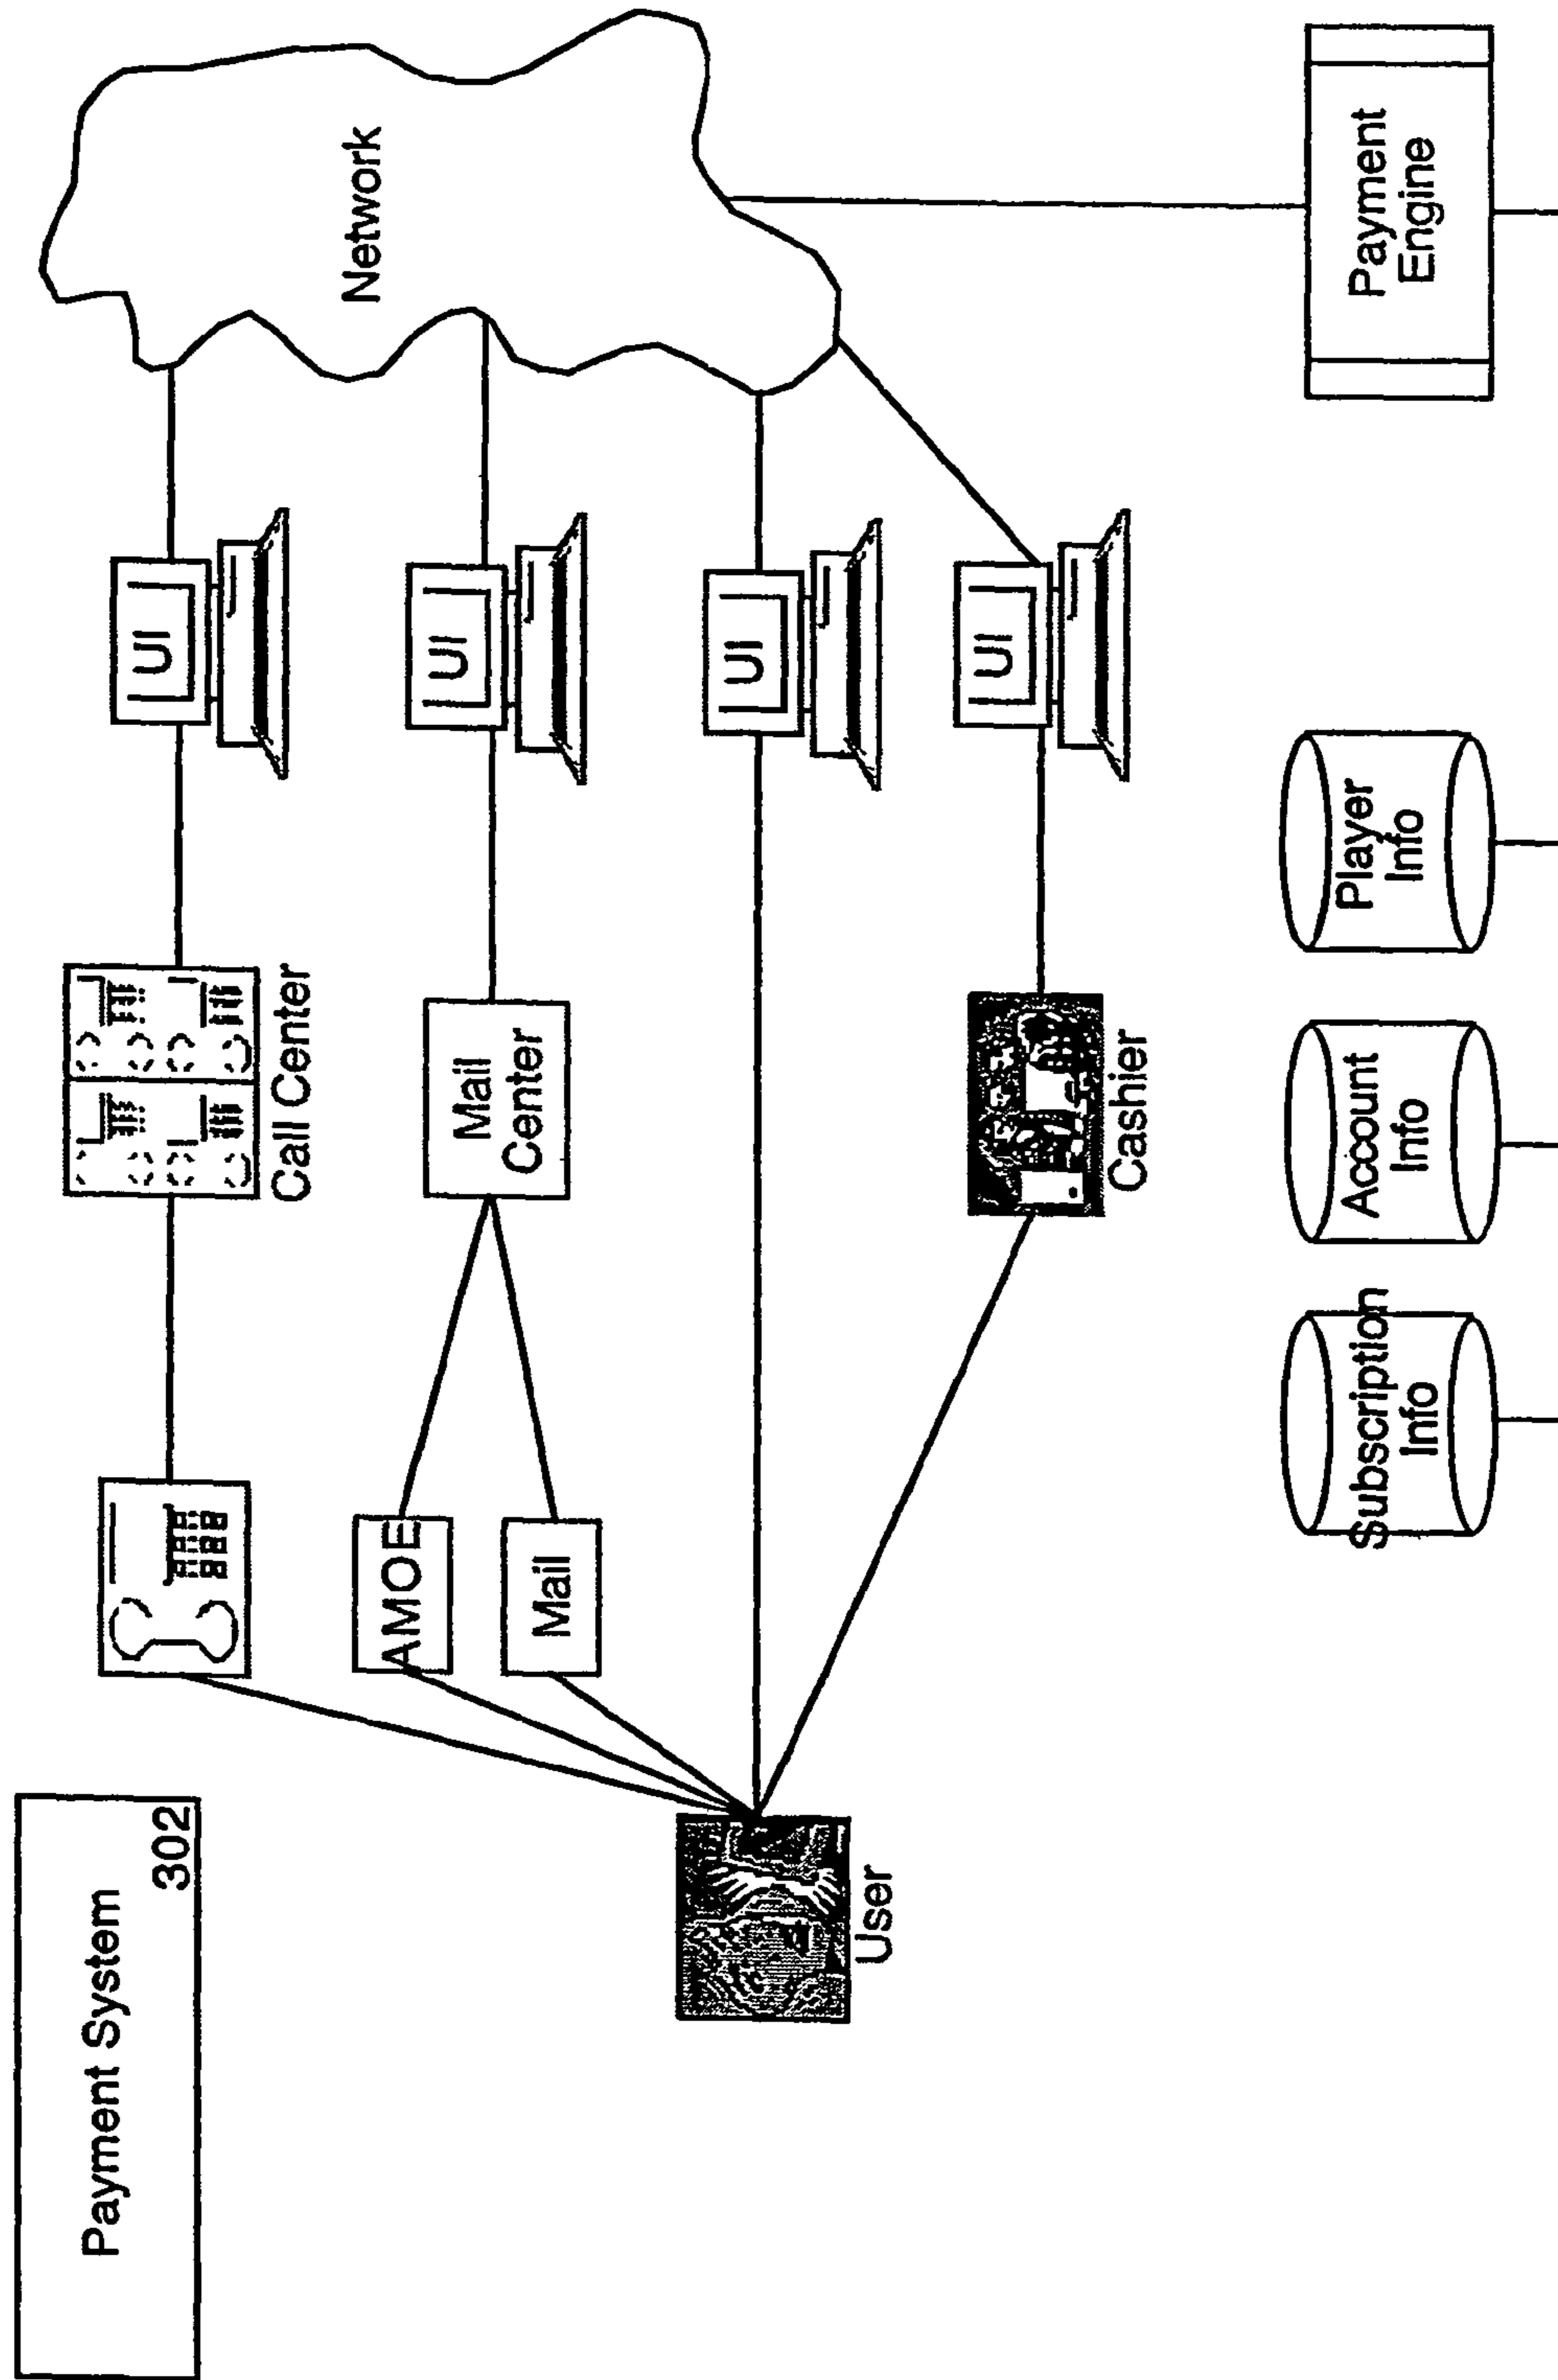 Payment System
302
Network
UI
Call Center
UI
Mail
Center
AMOE
Mail
UI
User
UI
Cashier
Subscription
Info
Account
Info
Player
Info
Payment
Engine